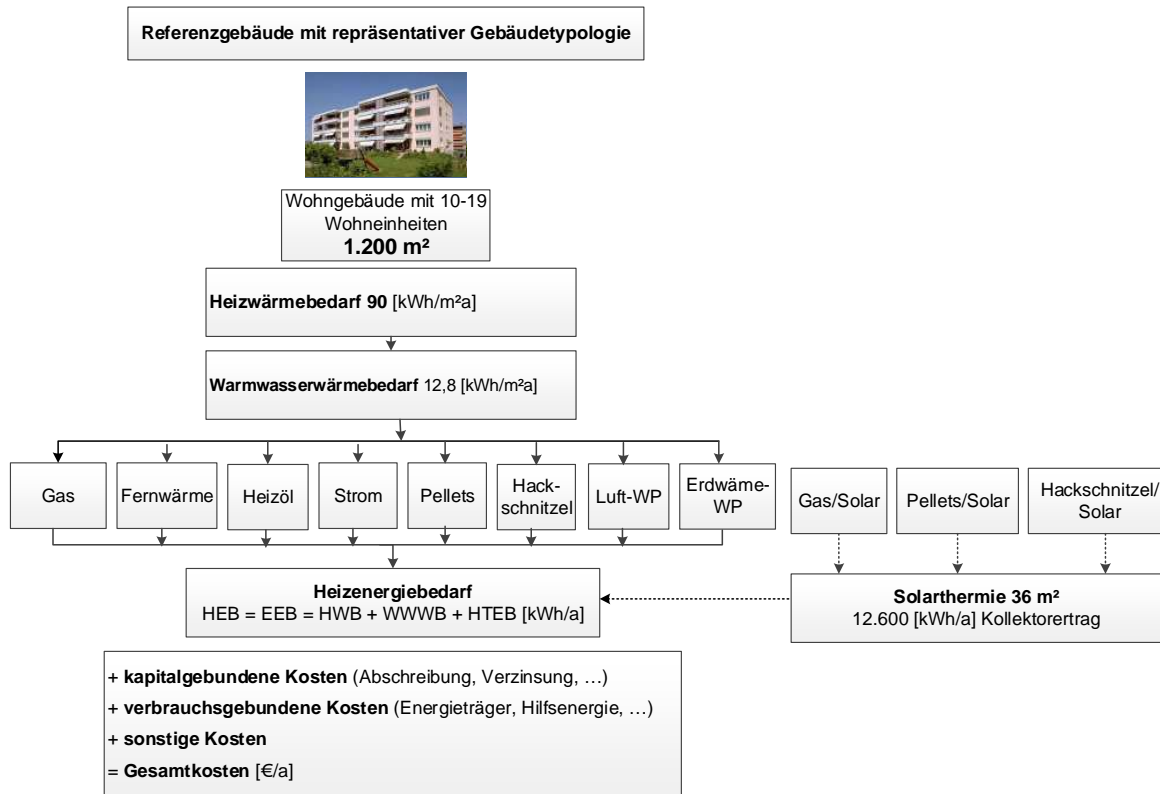 Referenzgebäude mit repräsentativer Gebäudetypologie
Wohngebäude mit 10-19
Wohneinheiten
1.200 m²
Heizwärmebedarf 90 [kWh/m²a]
Warmwasserwärmebedarf 12,8 [kWh/m²a]
Gas
Fernwärme
Heizöl
Strom
Pellets
Hack-
schnitzel
Luft-WP
Erdwäme-
WP
Gas/Solar
Pellets/Solar
Hackschnitzel/
Solar
Heizenergiebedarf
HEB = EEB = HWB + WWWB + HTEB [kWh/a]
Solarthermie 36 m²
12.600 [kWh/a] Kollektorertrag
+ kapitalgebundene Kosten (Abschreibung, Verzinsung, …)
+ verbrauchsgebundene Kosten (Energieträger, Hilfsenergie, …)
+ sonstige Kosten
= Gesamtkosten [€/a]